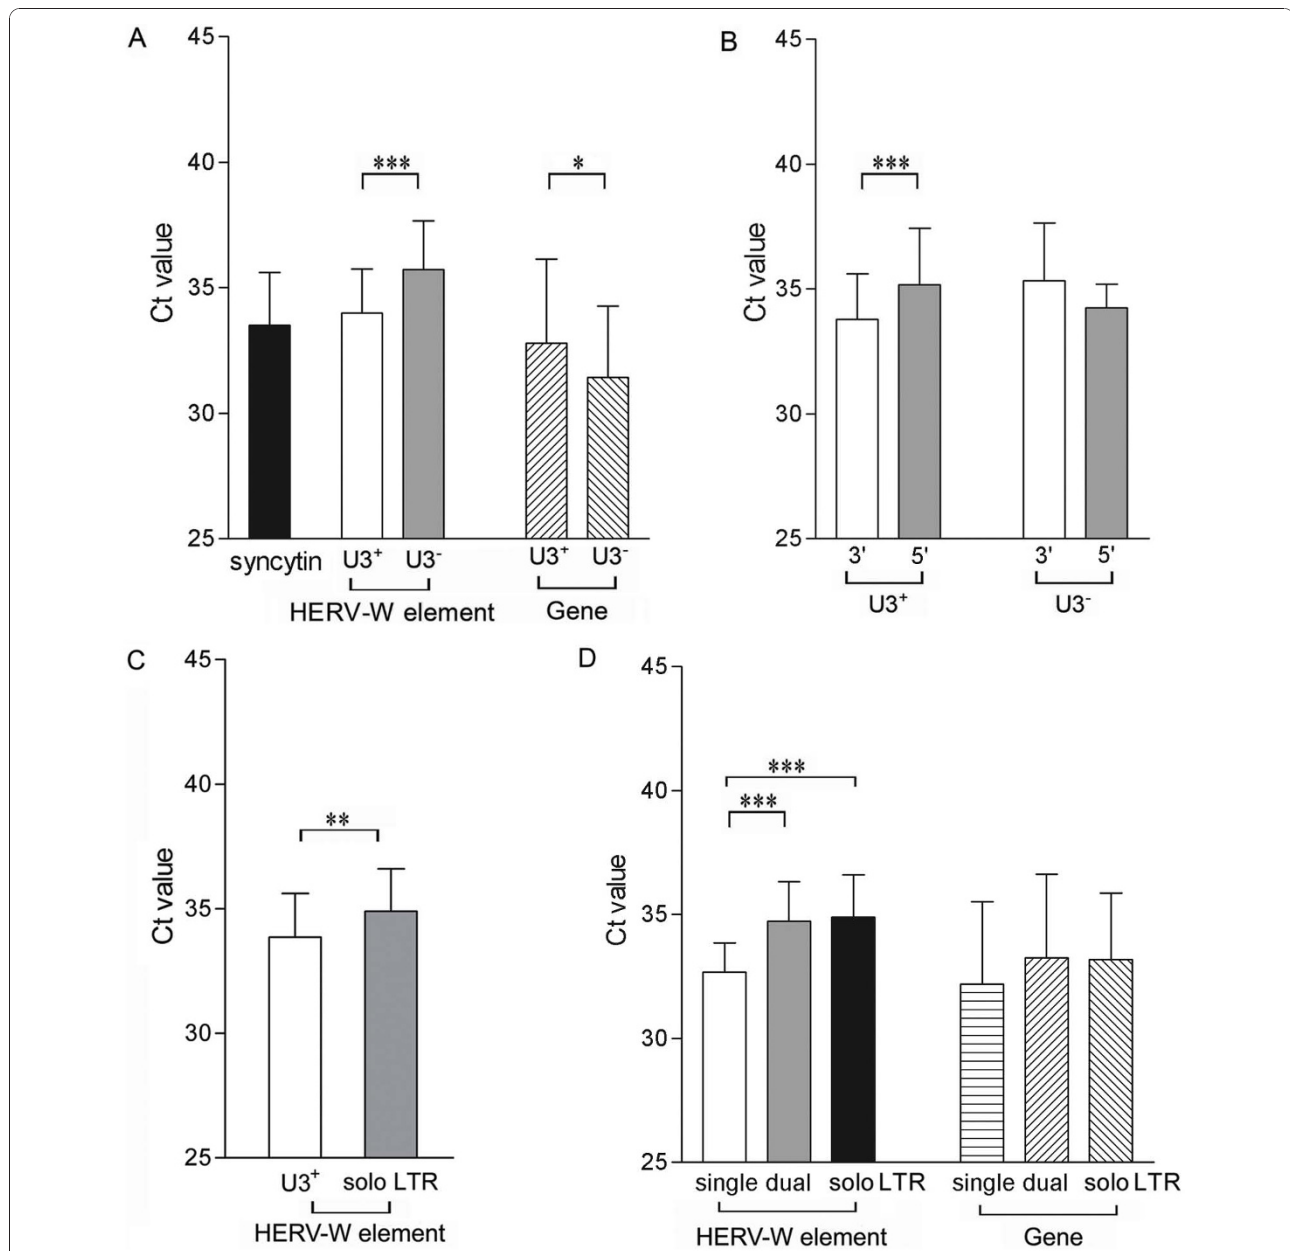 A
45
40
35
30
25
Ct value
***
*
syncytin U3⁺ U3⁻ U3⁺ U3⁻
HERV-W element Gene
B
45
40
35
30
25
Ct value
***
3' 5' 3' 5'
U3⁺ U3⁻
C
45
40
35
30
25
Ct value
**
U3⁺ solo LTR
HERV-W element
D
45
40
35
30
25
Ct value
***
***
single dual solo LTR single dual solo LTR
HERV-W element Gene